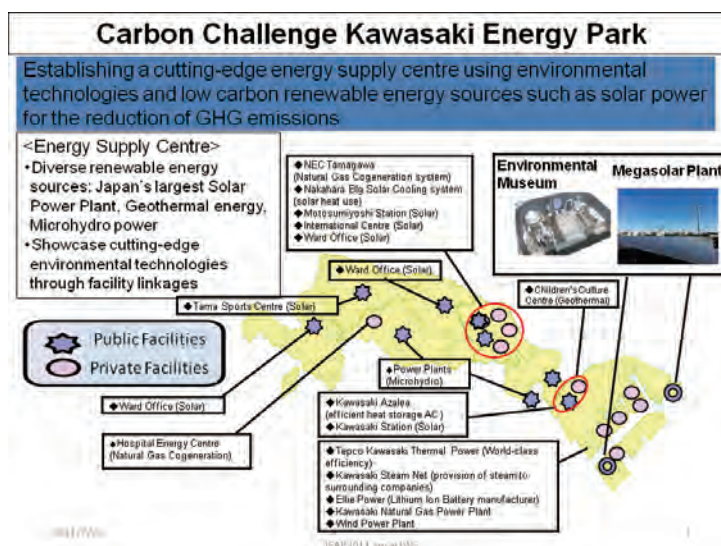 Carbon Challenge Kawasaki Energy Park
Establishing a cutting-edge energy supply centre using environmental
technologies and low carbon renewable energy sources such as solar power
for the reduction of GHG emissions
<Energy Supply Centre>
•Diverse renewable energy
sources: Japan's largest Solar
Power Plant, Geothermal energy,
Microhydro power
•Showcase cutting-edge
environmental technologies
through facility linkages
◆NEC Tamagawa
(Natural Gas Cogeneration system)
◆Nakahara Blg Solar Cooling system
(solar heat use)
◆Motosumiyoshi Station (Solar)
◆International Centre (Solar)
◆Ward Office (Solar)
Environmental
Museum
Megasolar Plant
◆Ward Office (Solar)
◆Children's Culture
Centre (Geothermal)
◆Tama Sports Centre (Solar)
Public Facilities
Private Facilities
◆Power Plants
(Microhydro)
◆Ward Office (Solar)
◆Kawasaki Azalea
(efficient heat storage AC )
◆Kawasaki Station (Solar)
◆Hospital Energy Centre
(Natural Gas Cogeneration)
◆Tepco Kawasaki Thermal Power (World-class
efficiency)
◆Kawasaki Steam Net (provision of steam to
surrounding companies)
◆Ellie Power (Lithium Ion Battery manufacturer)
◆Kawasaki Natural Gas Power Plant
◆Wind Power Plant